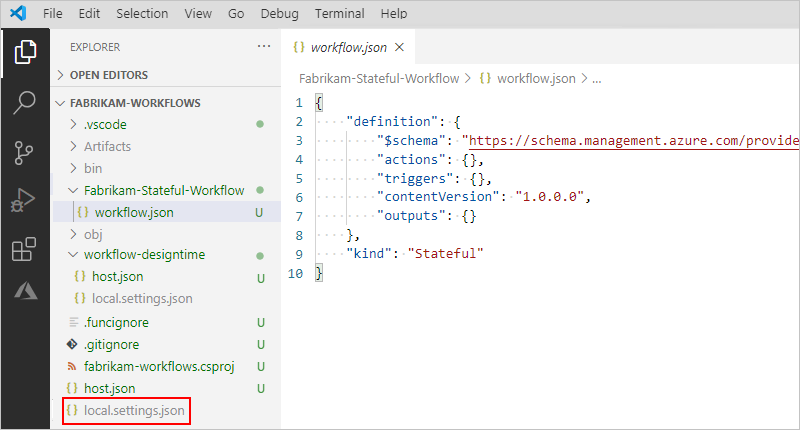 File Edit Selection View Go Debug Terminal Help
EXPLORER ...
OPEN EDITORS
FABRIKAM-WORKFLOWS
.vscode
Artifacts
bin
Fabrikam-Stateful-Workflow
{} workflow.json U
obj
workflow-designtime
{} host.json U
{} local.settings.json
.funcignore U
.gitignore U
fabrikam-workflows.csproj U
{} host.json U
{} local.settings.json
{} workflow.json ×
Fabrikam-Stateful-Workflow > {} workflow.json > ...
1 {
2 "definition": {
3 "$schema": "https://schema.management.azure.com/provide
4 "actions": {},
5 "triggers": {},
6 "contentVersion": "1.0.0.0",
7 "outputs": {}
8 },
9 "kind": "Stateful"
10 }